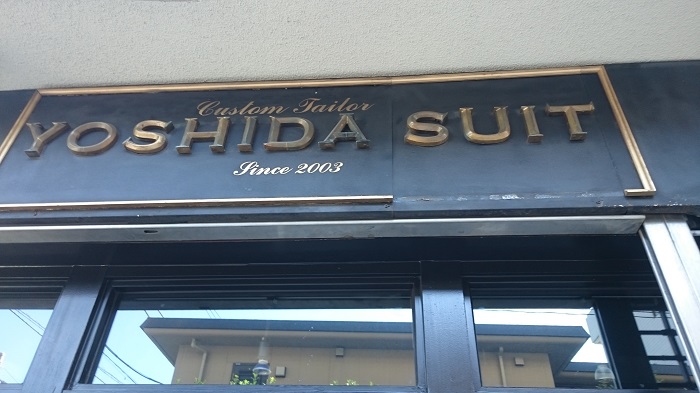 Custom Tailor
YOSHIDA SUIT
Since 2003